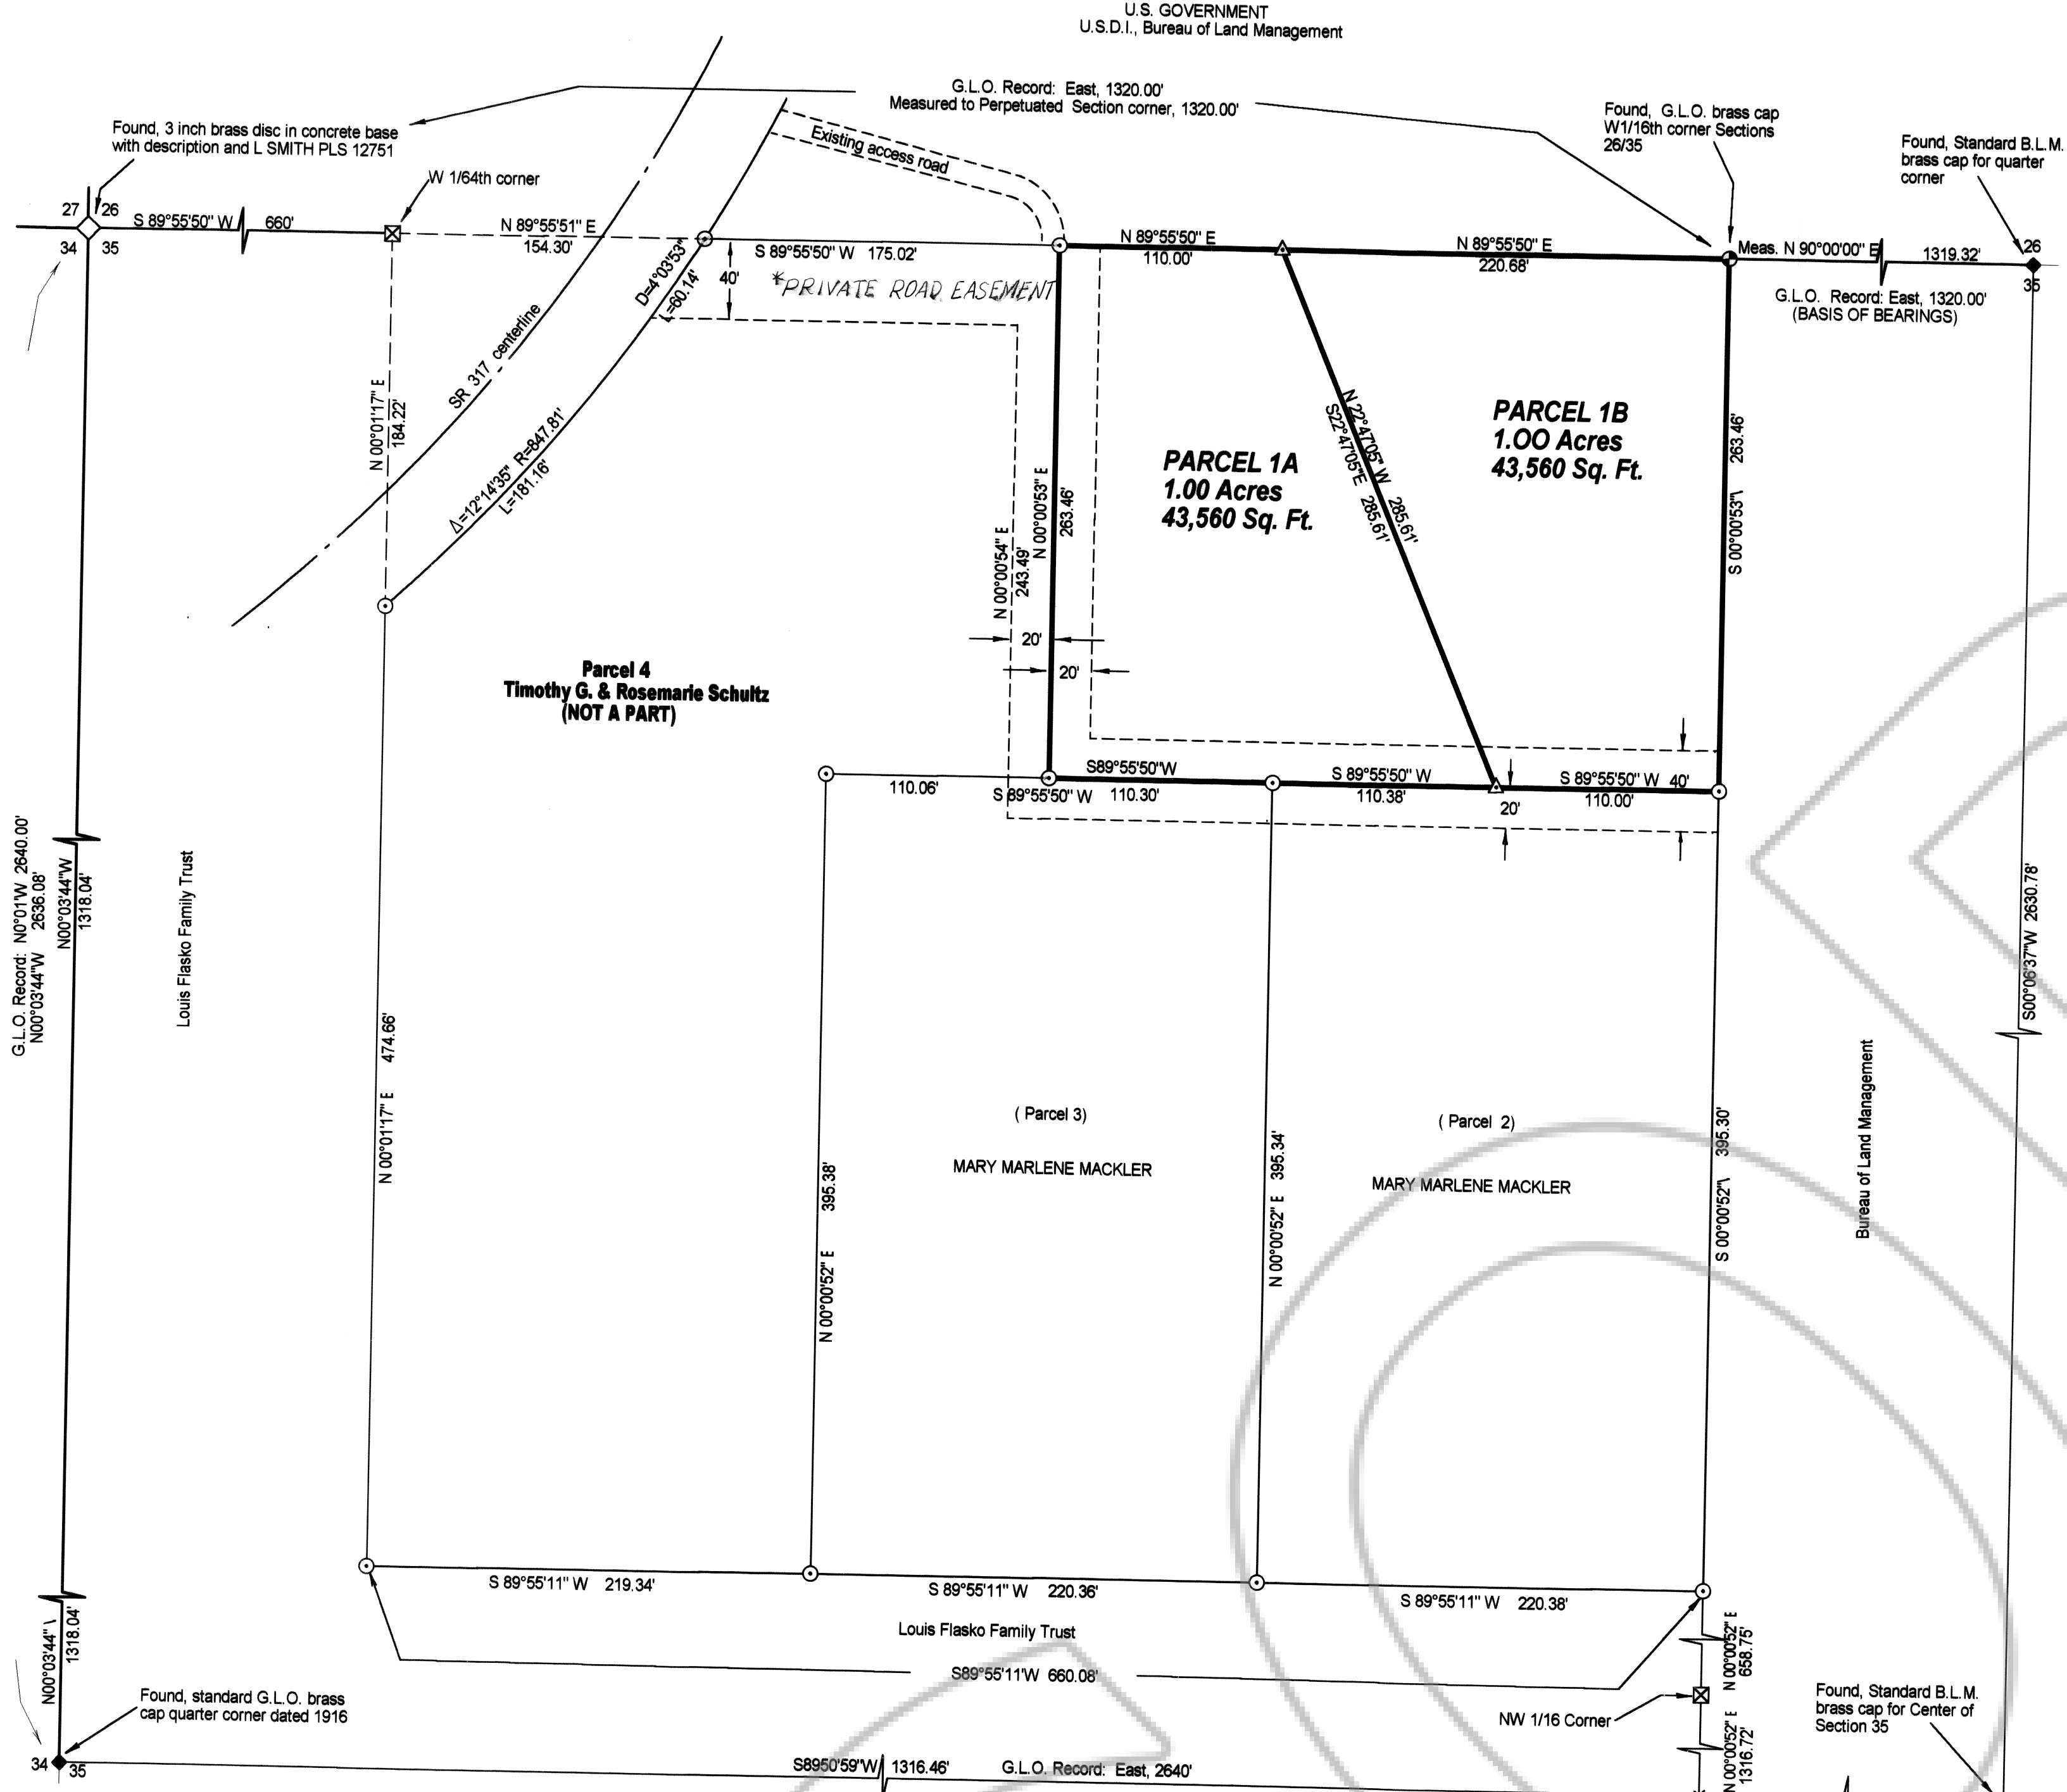 U.S. GOVERNMENT
U.S.D.I., Bureau of Land Management
G.L.O. Record: East, 1320.00'
Measured to Perpetuated Section corner, 1320.00'
Found, 3 inch brass disc in concrete base
with description and L SMITH PLS 12751
Existing access road
Found, G.L.O. brass cap
W1/16th corner Sections
26/35
Found, Standard B.L.M.
brass cap for quarter
corner
W 1/64th corner
27 26
34 35
S 89°55'50" W 660'
N 89°55'51" E
154.30'
S 89°55'50" W 175.02'
N 89°55'50" E
110.00'
N 89°55'50" E
220.68'
Meas. N 90°00'00" E 1319.32'
26
35
G.L.O. Record: East, 1320.00'
(BASIS OF BEARINGS)
D=4°03'53"
L=60.14'
40'
*PRIVATE ROAD EASEMENT
SR 317 centerline
N 00°01'17" E
184.22'
Δ=12°14'35" R=847.81'
L=181.16'
N 00°00'54" E
243.49'
N 00°00'53" E
263.46'
PARCEL 1A
1.00 Acres
43,560 Sq. Ft.
N 22°47'05" W 285.61'
S22°47'05"E 285.61'
PARCEL 1B
1.OO Acres
43,560 Sq. Ft.
S 00°00'53"\ 263.46'
20'
20'
Parcel 4
Timothy G. & Rosemarie Schultz
(NOT A PART)
110.06'
S 89°55'50" W
S89°55'50"W
110.30'
S 89°55'50" W
110.38'
S 89°55'50" W 40'
110.00'
20'
G.L.O. Record: N0°01'W 2640.00'
N00°03'44"W 2636.08'
N00°03'44"W
1318.04'
Louis Flasko Family Trust
N 00°01'17" E 474.66'
N 00°00'52" E 395.38'
( Parcel 3)
MARY MARLENE MACKLER
N 00°00'52" E 395.34'
( Parcel 2)
MARY MARLENE MACKLER
S 00°00'52"\ 395.30'
Bureau of Land Management
S00°06'37"W 2630.78'
S 89°55'11" W 219.34'
S 89°55'11" W 220.36'
S 89°55'11" W 220.38'
Louis Flasko Family Trust
S89°55'11"W 660.08'
N00°03'44" \
1318.04'
N 00°00'52" E
658.75'
Found, standard G.L.O. brass
cap quarter corner dated 1916
NW 1/16 Corner
Found, Standard B.L.M.
brass cap for Center of
Section 35
N 00°00'52" E
1316.72'
34 35
S8950'59"W 1316.46'
G.L.O. Record: East, 2640'